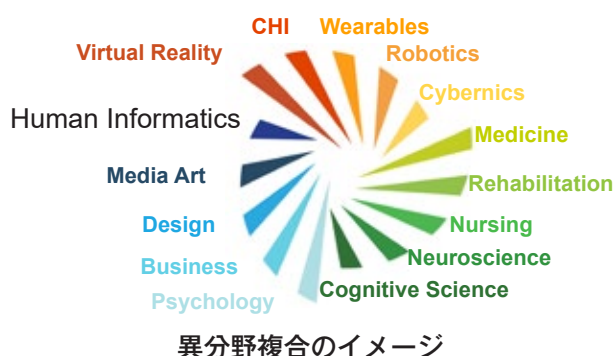 CHI Wearables
Virtual Reality Robotics
Cybernics
Human Informatics
Medicine
Media Art
Rehabilitation
Design
Nursing
Business
Neuroscience
Psychology
Cognitive Science
異分野複合のイメージ